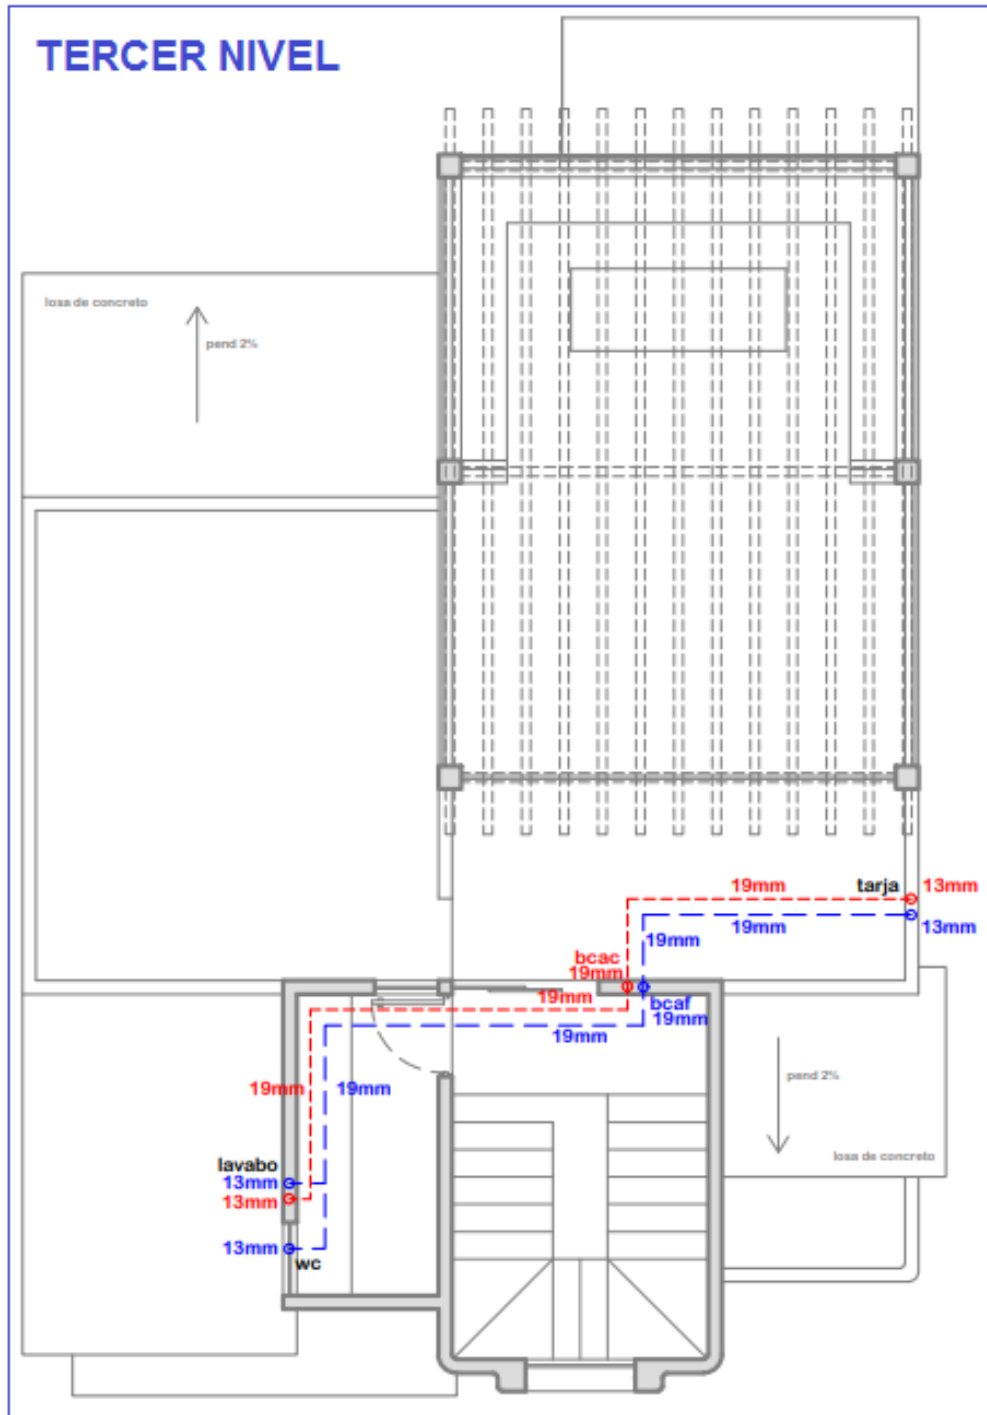 TERCER NIVEL
losa de concreto
pend 2%
19mm
tarja
13mm
19mm
13mm
19mm
bcac
19mm
19mm
bcaf
19mm
19mm
19mm
19mm
pend 2%
losa de concreto
lavabo
13mm
13mm
13mm
wc